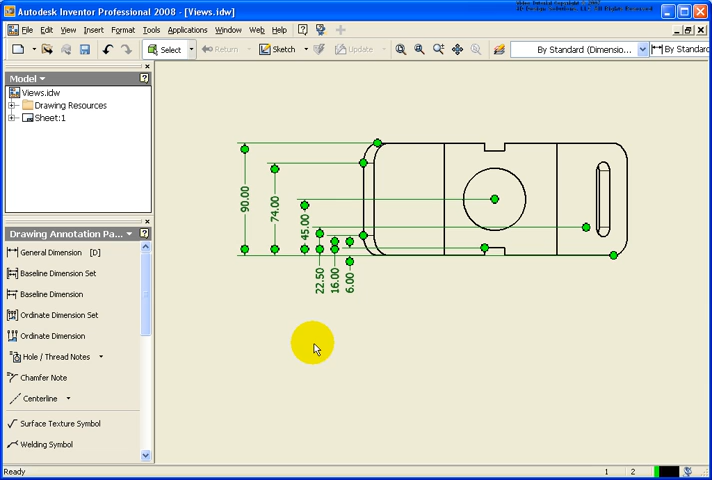 Autodesk Inventor Professional 2008 - [Views.idw]
File Edit View Insert Format Tools Window Web Help
Select Return Sketch Update By Standard (Dimensio... By Standard
Model
Views.idw
Drawing Resources
Sheet:1
Drawing Annotation Pa...
General Dimension [D]
Baseline Dimension Set
Baseline Dimension
Ordinate Dimension Set
Ordinate Dimension
Hole / Thread Notes
Chamfer Note
Centerline
Surface Texture Symbol
Welding Symbol
90.00
74.00
45.00
22.50
16.00
6.00
Ready
1 2